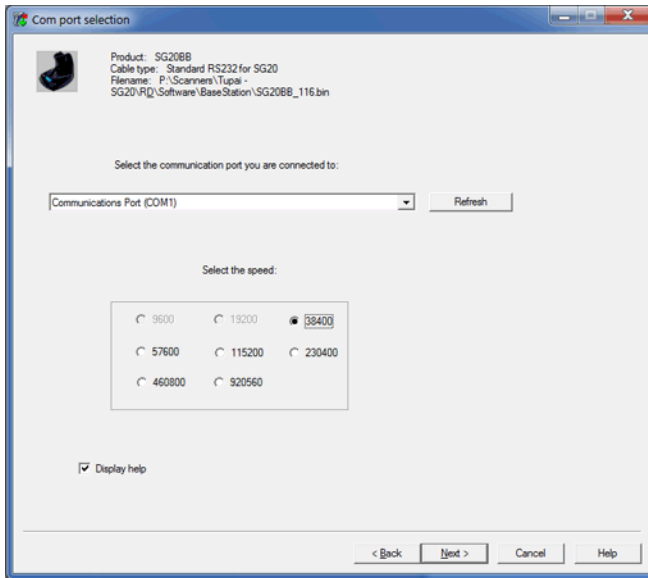 Com port selection
Product: SG20BB
Cable type: Standard RS232 for SG20
Filename: P:\Scanners\Tupai -
SG20\RD\Software\BaseStation\SG20BB_116.bin
Select the communication port you are connected to:
Communications Port (COM1)
Refresh
Select the speed:
9600 19200 38400
57600 115200 230400
460800 920560
Display help
< Back Next > Cancel Help